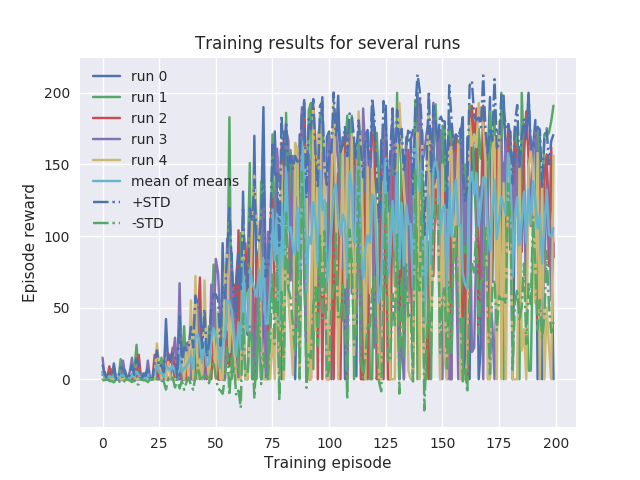 Training results for several runs
run 0
run 1
run 2
run 3
run 4
mean of means
+STD
-STD
Episode reward
200
150
100
50
0
0 25 50 75 100 125 150 175 200
Training episode